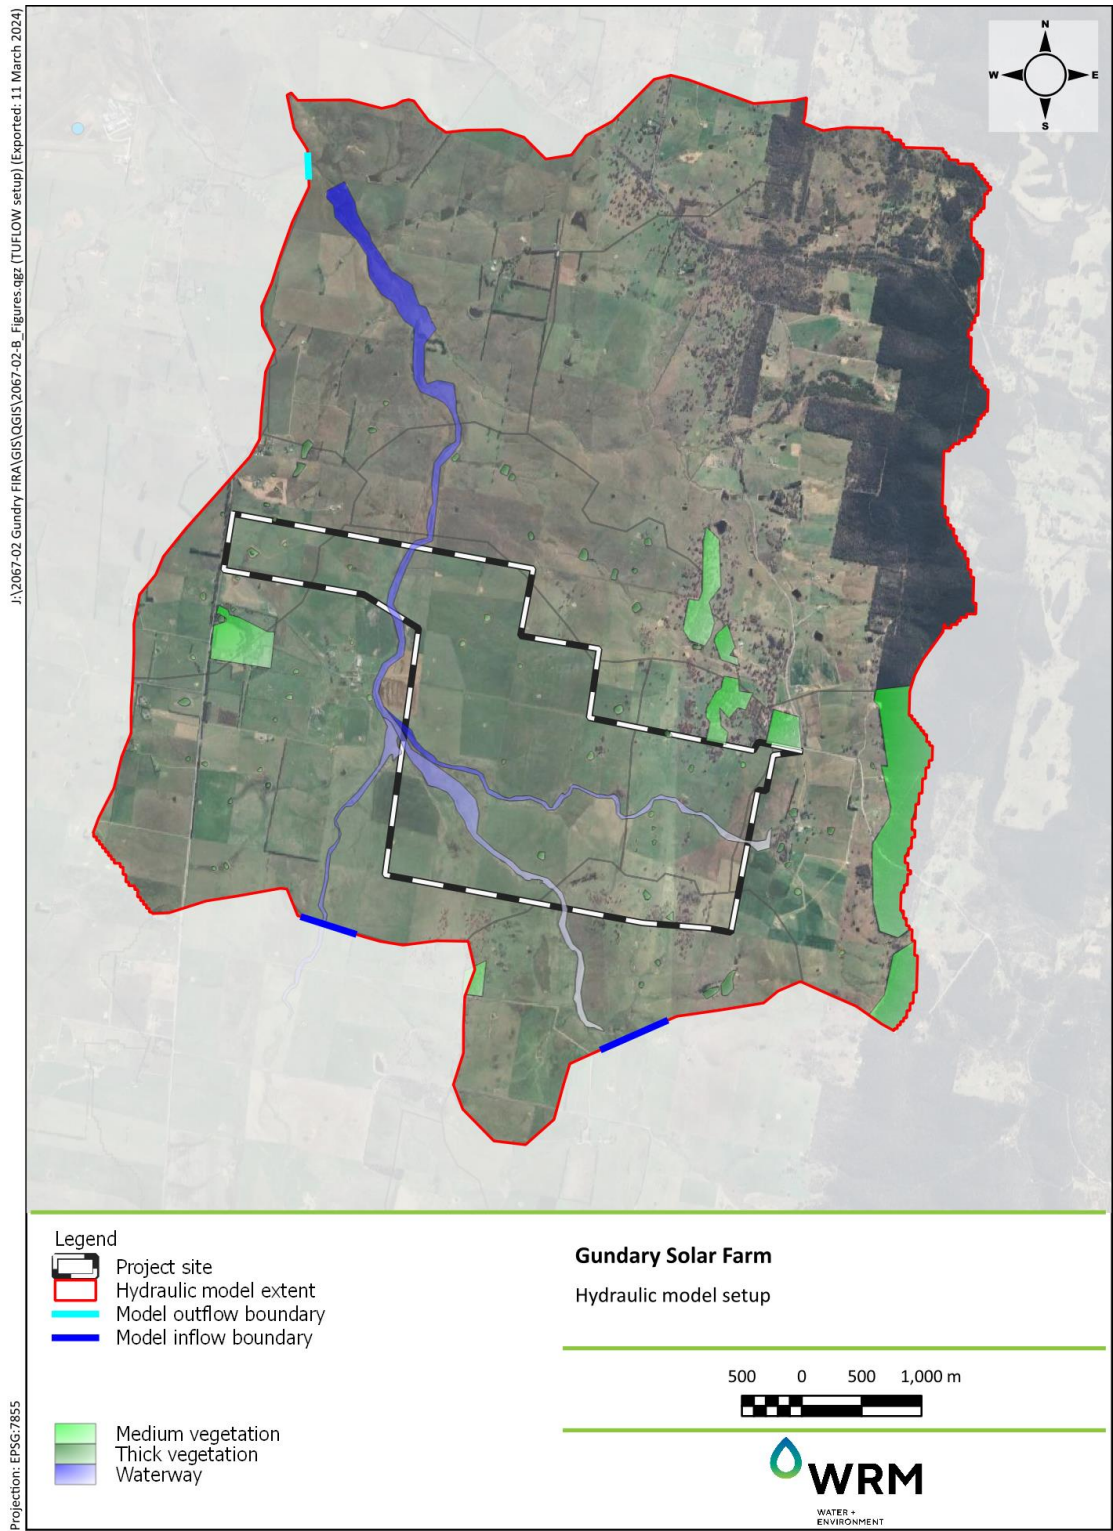 J:\2067-02 Gundry FIRA\GIS\QGIS\2067-02-B_ Figures.qgz (TUFLOW setup) (Exported: 11 March 2024)
N
W E
S
Legend
Project site
Hydraulic model extent
Model outflow boundary
Model inflow boundary
Medium vegetation
Thick vegetation
Waterway
Projection: EPSG:7855
Gundary Solar Farm
Hydraulic model setup
500 0 500 1,000 m
WRM
WATER +
ENVIRONMENT